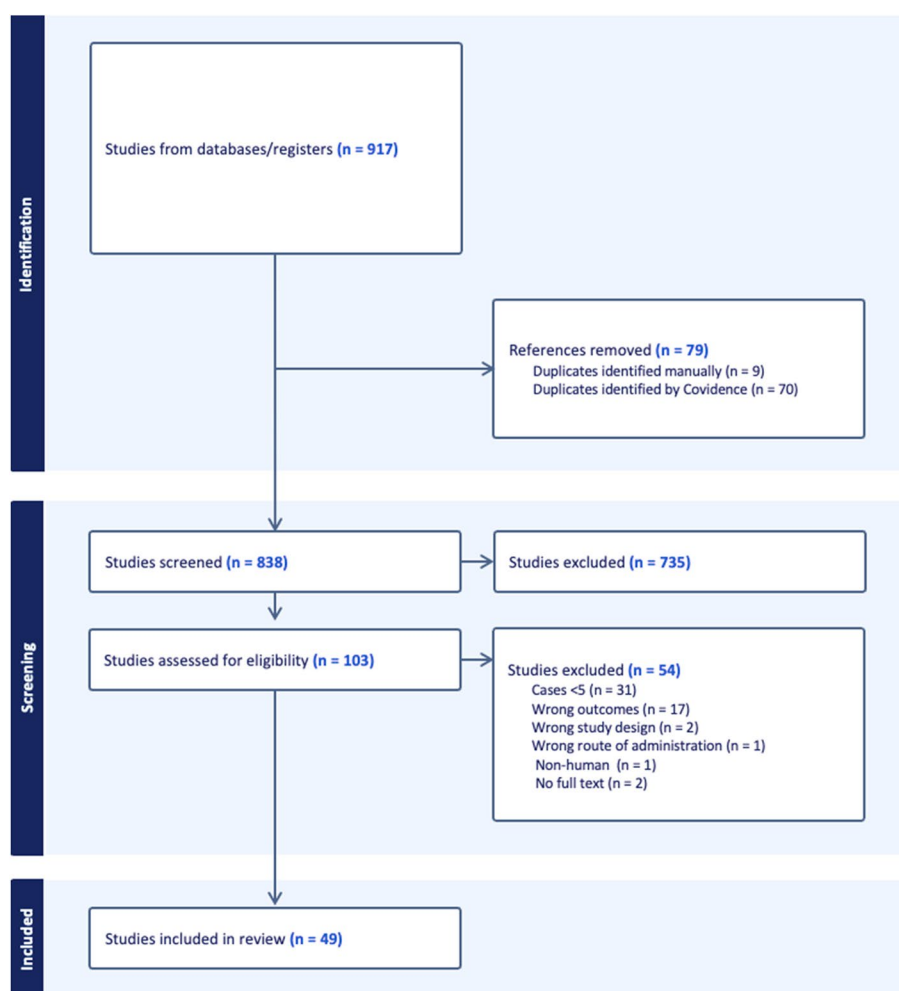 Identification
Studies from databases/registers (n = 917)
References removed (n = 79)
Duplicates identified manually (n = 9)
Duplicates identified by Covidence (n = 70)
Screening
Studies screened (n = 838)
Studies excluded (n = 735)
Studies assessed for eligibility (n = 103)
Studies excluded (n = 54)
Cases <5 (n = 31)
Wrong outcomes (n = 17)
Wrong study design (n = 2)
Wrong route of administration (n = 1)
Non-human (n = 1)
No full text (n = 2)
Included
Studies included in review (n = 49)